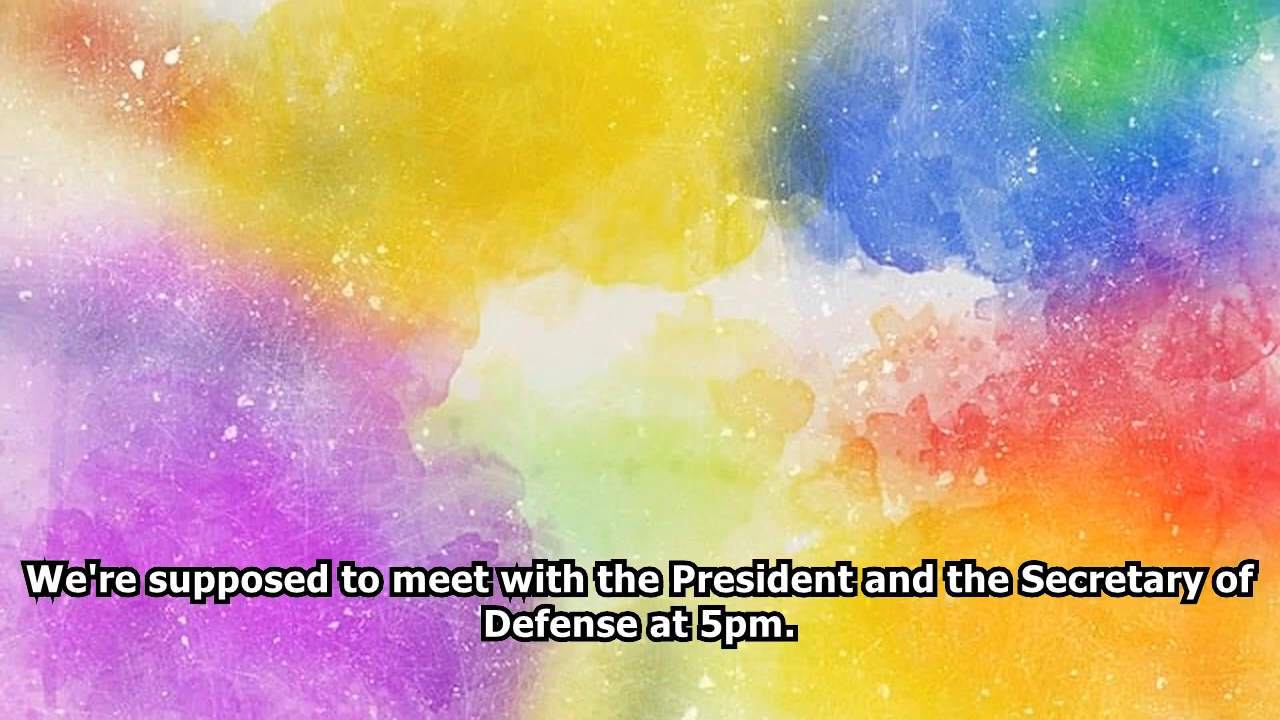 We're supposed to meet with the President and the Secretary of
Defense at 5pm.